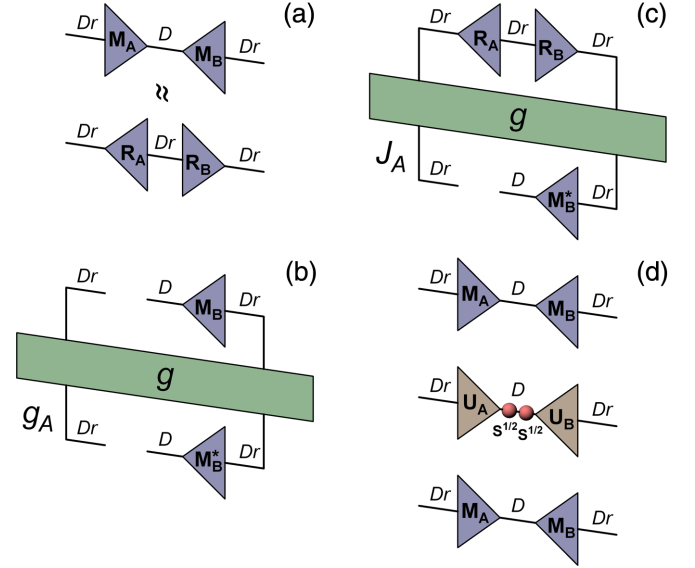 (a)
Dr M_A D M_B Dr
≈
Dr R_A Dr R_B Dr
(b)
Dr D M_B Dr
g
g_A
Dr D M_B^* Dr
(c)
Dr R_A Dr R_B Dr
g
J_A
Dr D M_B^* Dr
(d)
Dr M_A D M_B Dr
Dr U_A D U_B Dr
S^{1/2} S^{1/2}
Dr M_A D M_B Dr